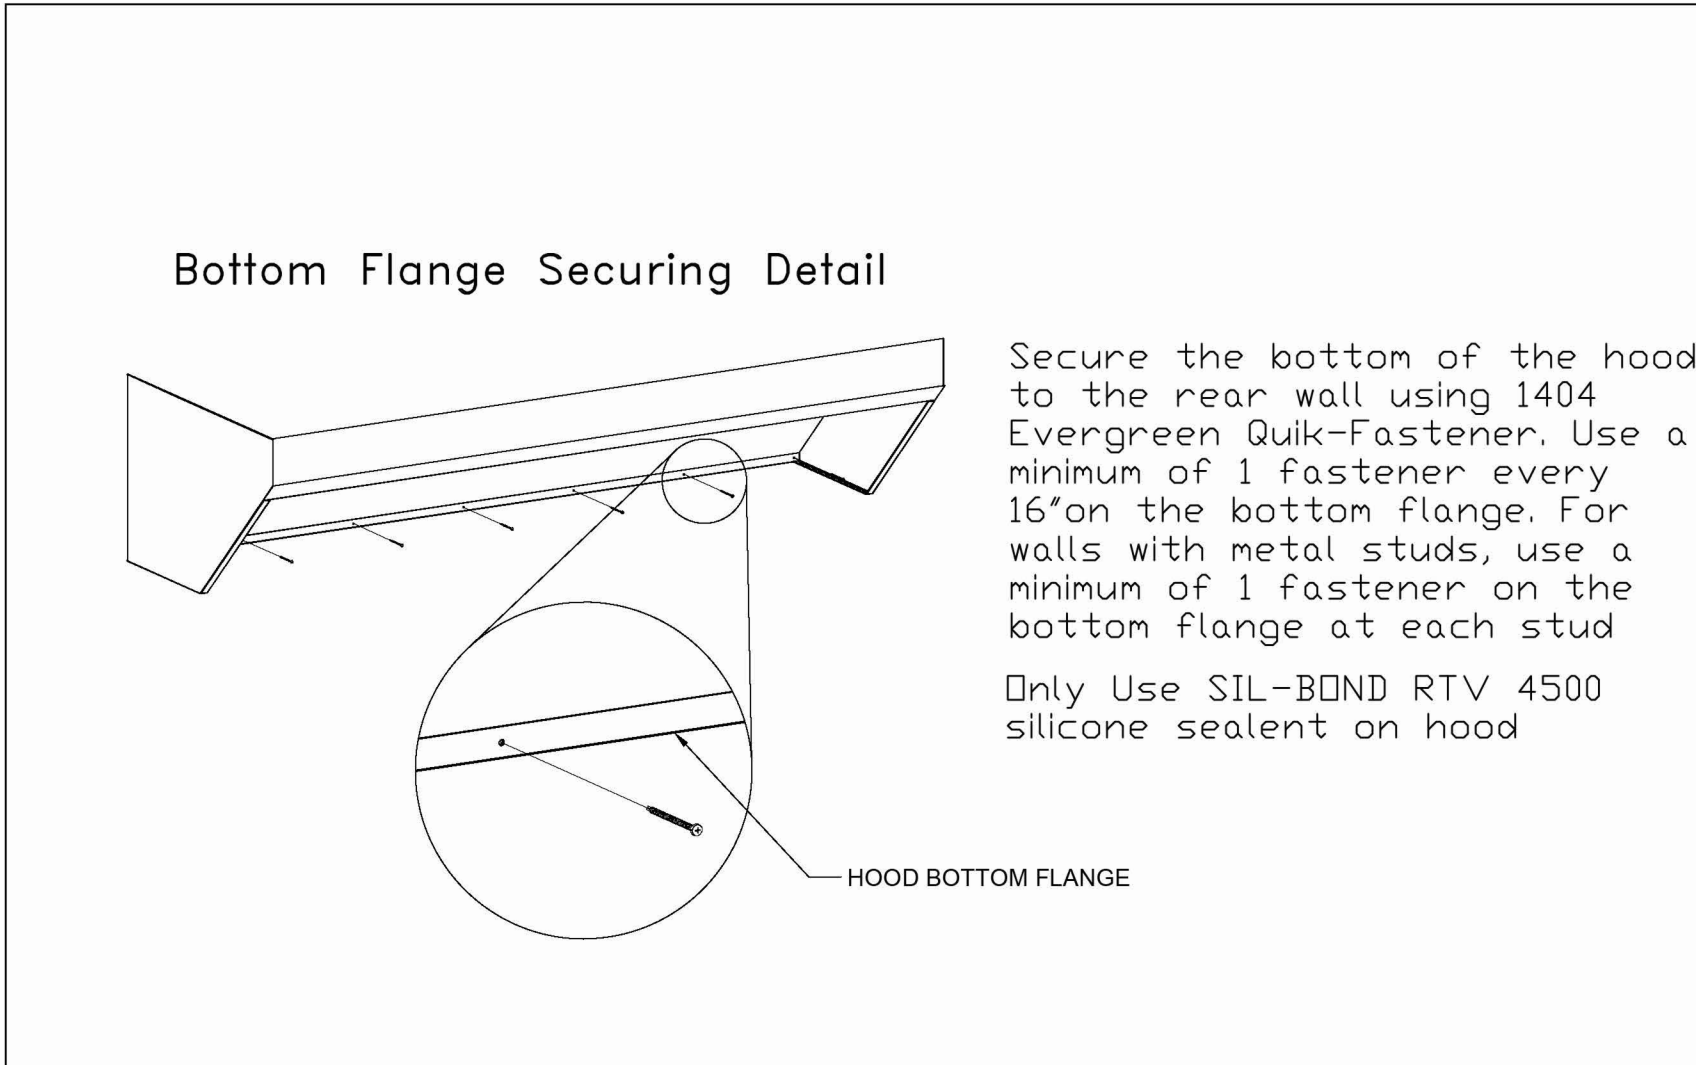 Bottom Flange Securing Detail
Secure the bottom of the hood
to the rear wall using 1404
Evergreen Quik-Fastener. Use a
minimum of 1 fastener every
16"on the bottom flange. For
walls with metal studs, use a
minimum of 1 fastener on the
bottom flange at each stud
Only Use SIL-BOND RTV 4500
silicone sealent on hood
HOOD BOTTOM FLANGE